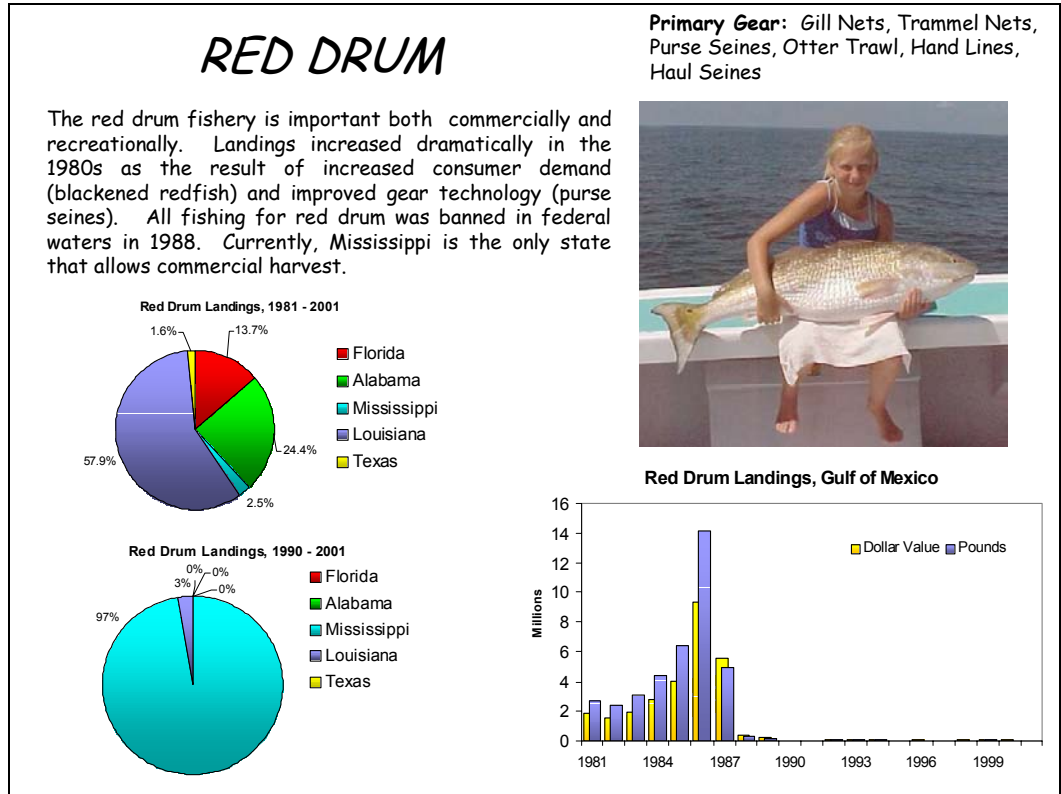 RED DRUM
Primary Gear: Gill Nets, Trammel Nets,
Purse Seines, Otter Trawl, Hand Lines,
Haul Seines
The red drum fishery is important both commercially and
recreationally. Landings increased dramatically in the
1980s as the result of increased consumer demand
(blackened redfish) and improved gear technology (purse
seines). All fishing for red drum was banned in federal
waters in 1988. Currently, Mississippi is the only state
that allows commercial harvest.
Red Drum Landings, 1981 - 2001
1.6%
13.7%
24.4%
2.5%
57.9%
Florida
Alabama
Mississippi
Louisiana
Texas
Red Drum Landings, 1990 - 2001
0%
0%
3%
0%
97%
Florida
Alabama
Mississippi
Louisiana
Texas
Red Drum Landings, Gulf of Mexico
Dollar Value Pounds
Millions
16
14
12
10
8
6
4
2
0
1981 1984 1987 1990 1993 1996 1999